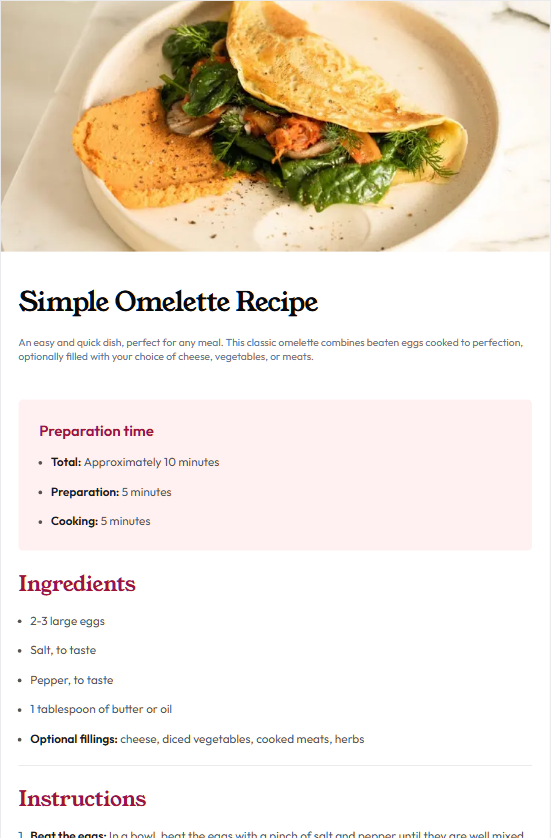 Simple Omelette Recipe
An easy and quick dish, perfect for any meal. This classic omelette combines beaten eggs cooked to perfection,
optionally filled with your choice of cheese, vegetables, or meats.
Preparation time
Total: Approximately 10 minutes
Preparation: 5 minutes
Cooking: 5 minutes
Ingredients
2-3 large eggs
Salt, to taste
Pepper, to taste
1 tablespoon of butter or oil
Optional fillings: cheese, diced vegetables, cooked meats, herbs
Instructions
1. Beat the eggs: In a bowl, beat the eggs with a pinch of salt and pepper until they are well mixed.